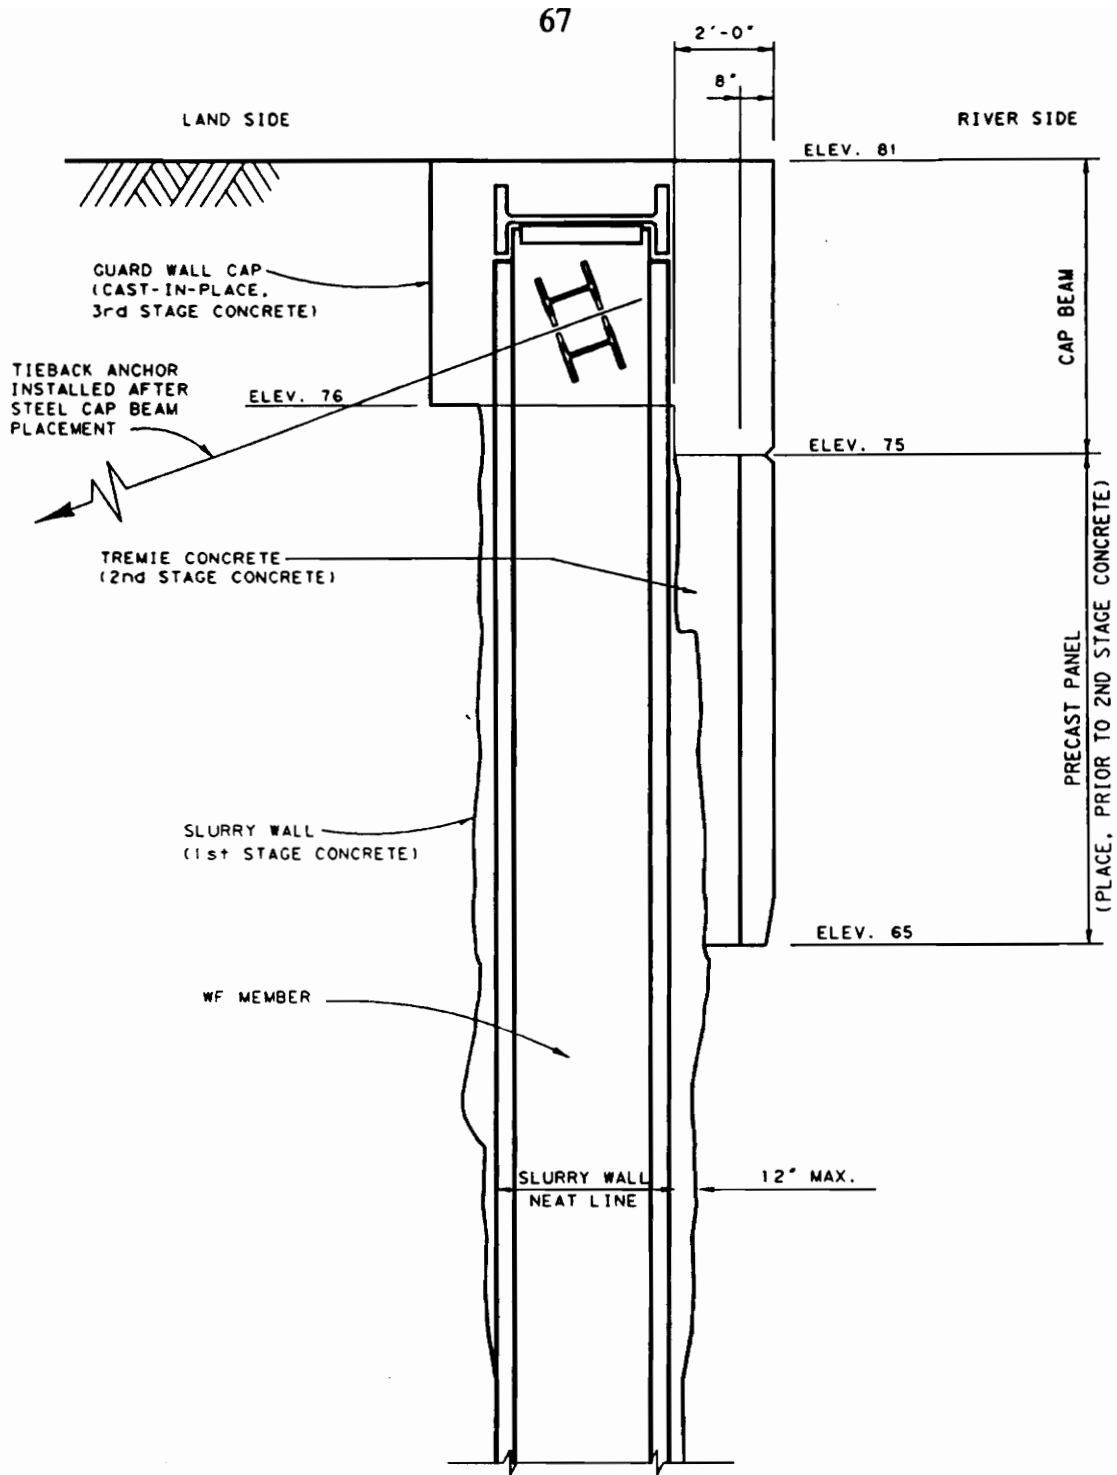 67
2'-0"
8"
LAND SIDE
RIVER SIDE
ELEV. 81
GUARD WALL CAP
(CAST-IN-PLACE,
3rd STAGE CONCRETE)
CAP BEAM
TIEBACK ANCHOR
INSTALLED AFTER
STEEL CAP BEAM
PLACEMENT
ELEV. 76
ELEV. 75
TREMIE CONCRETE
(2nd STAGE CONCRETE)
PRECAST PANEL
(PLACE, PRIOR TO 2ND STAGE CONCRETE)
SLURRY WALL
(1st STAGE CONCRETE)
ELEV. 65
WF MEMBER
SLURRY WALL
NEAT LINE
12" MAX.